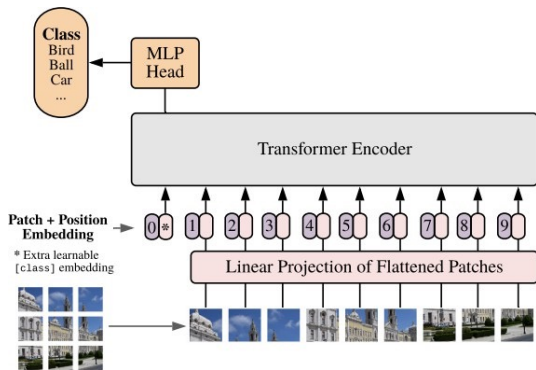 Class
Bird
Ball
Car
...
MLP
Head
Transformer Encoder
Patch + Position
Embedding
0 * 1 2 3 4 5 6 7 8 9
* Extra learnable
[class] embedding
Linear Projection of Flattened Patches